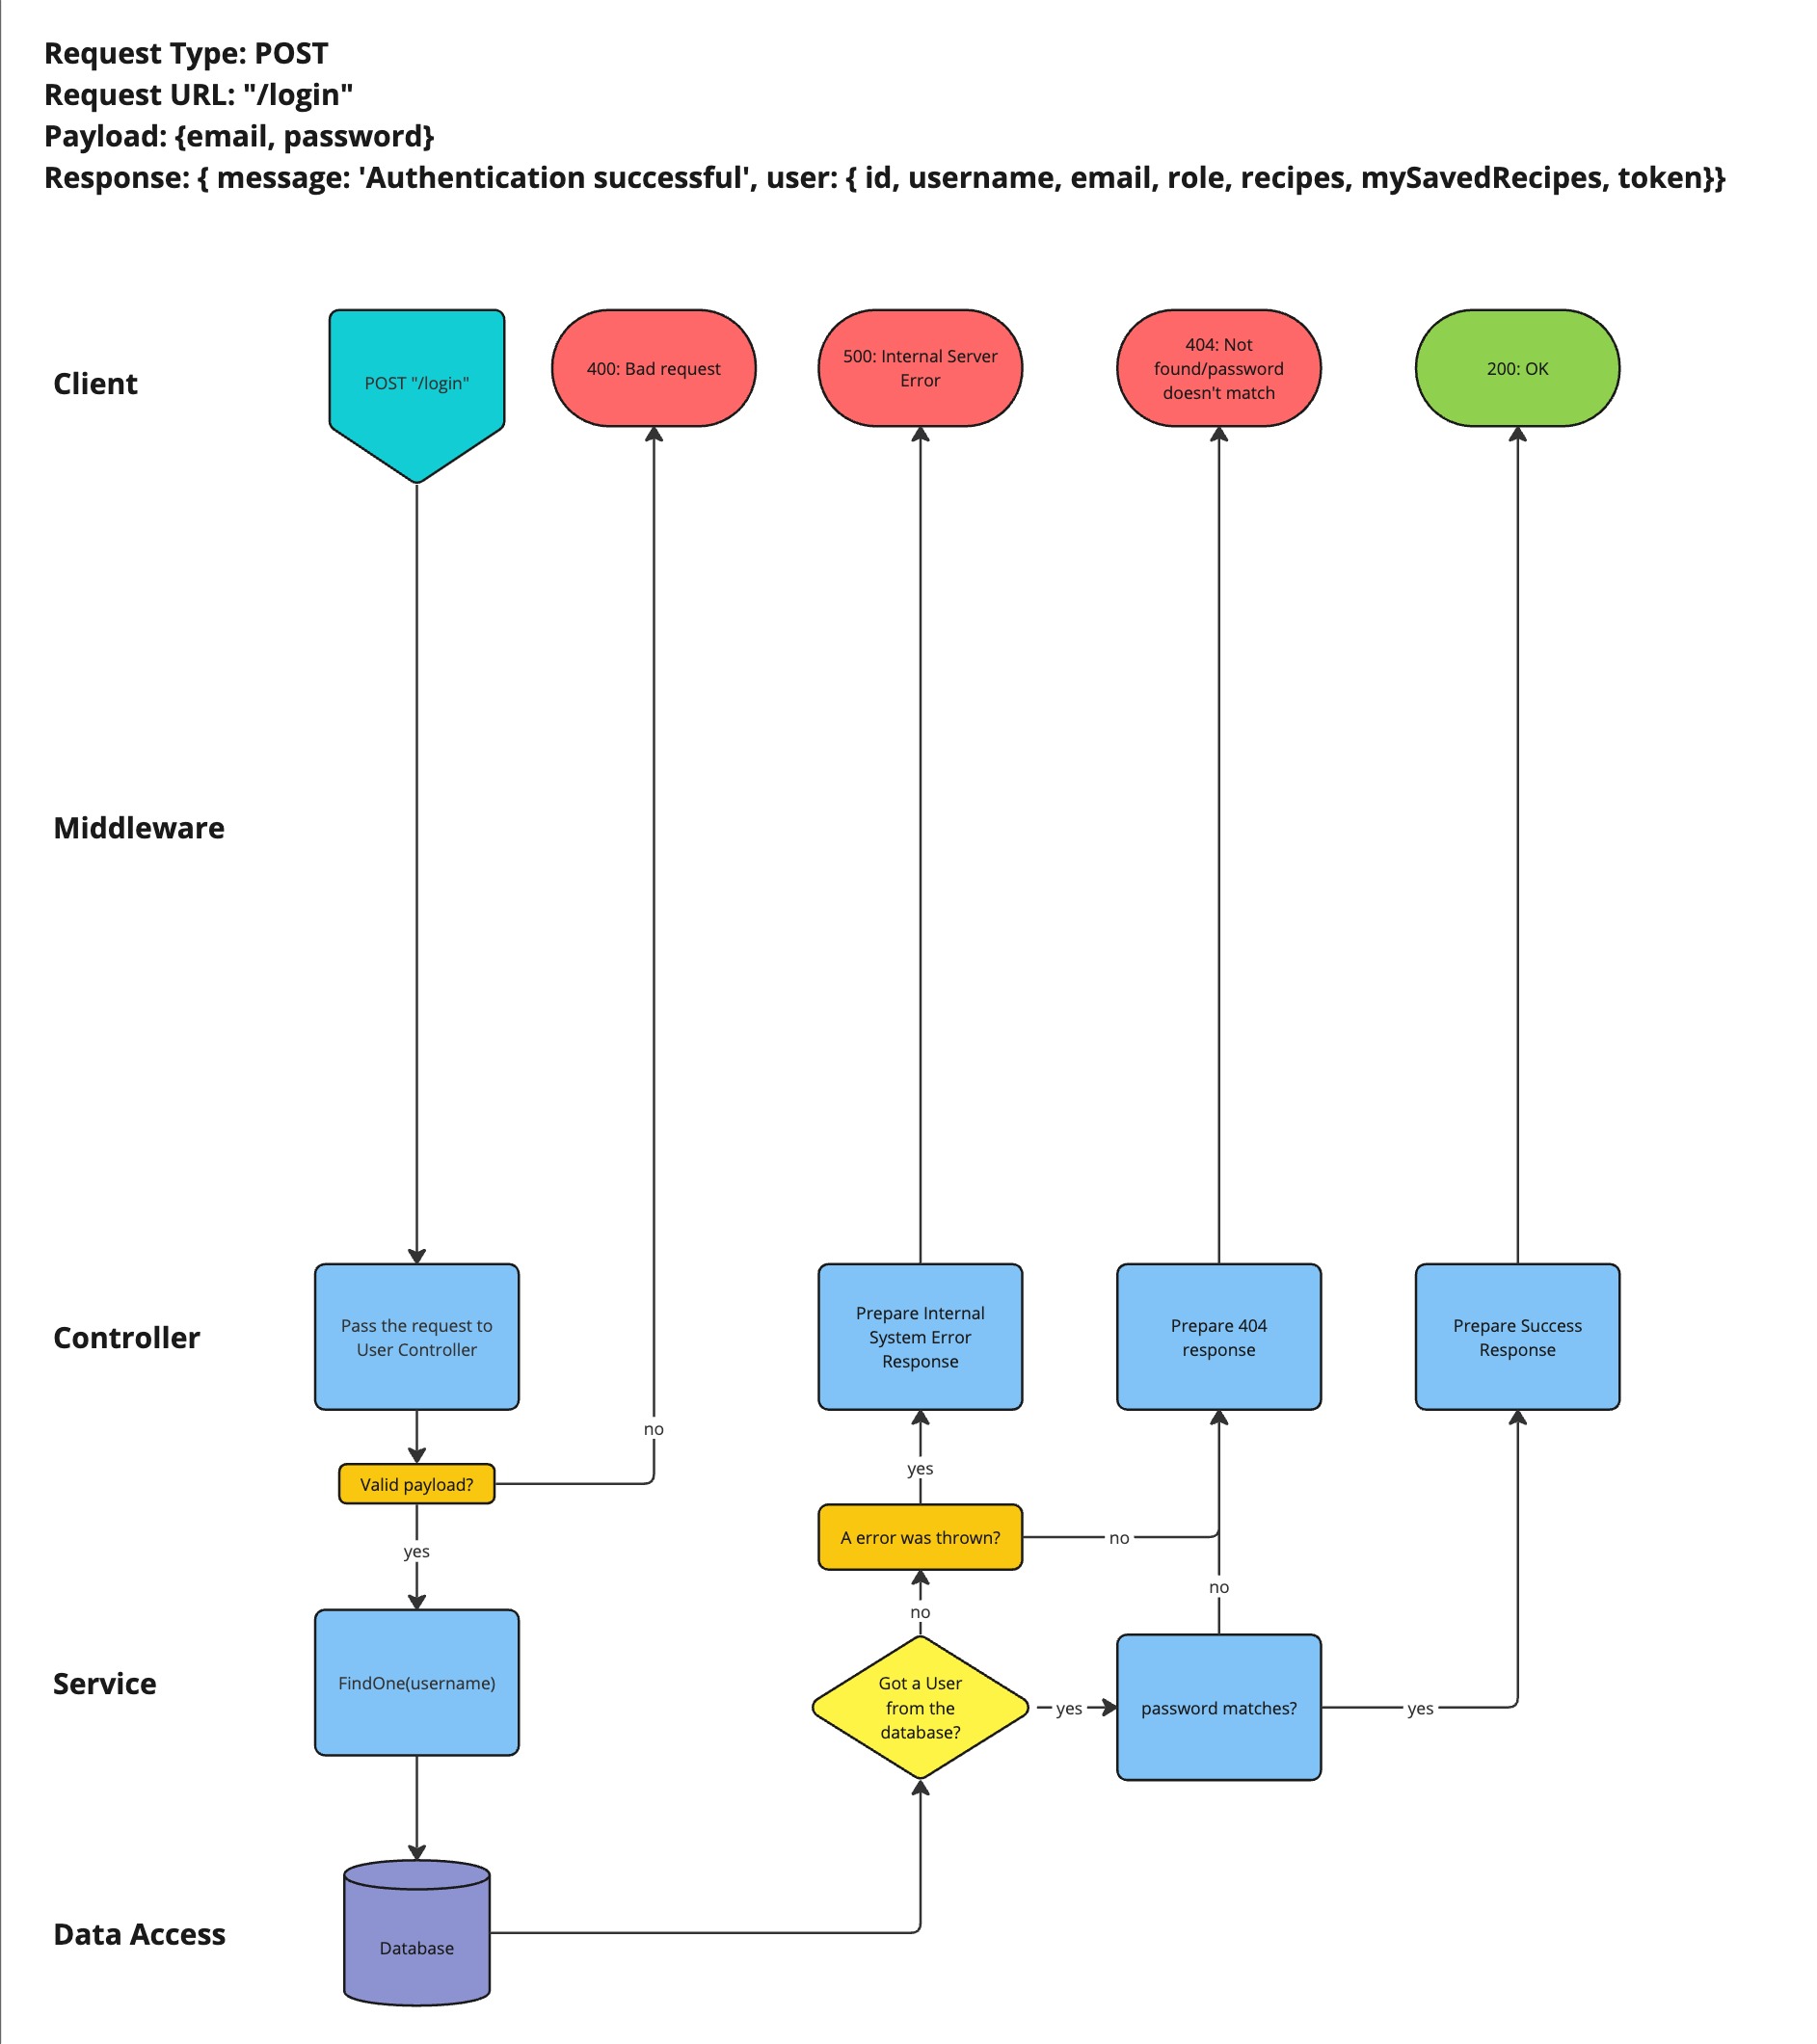 Request Type: POST
Request URL: "/login"
Payload: {email, password}
Response: { message: 'Authentication successful', user: { id, username, email, role, recipes, mySavedRecipes, token}}
Client
POST "/login"
400: Bad request
500: Internal Server
Error
404: Not
found/password
doesn't match
200: OK
Middleware
Controller
Pass the request to
User Controller
Prepare Internal
System Error
Response
Prepare 404
response
Prepare Success
Response
no
Valid payload?
yes
yes
A error was thrown?
no
no
no
Service
FindOne(username)
Got a User
from the
database?
yes
password matches?
yes
Data Access
Database